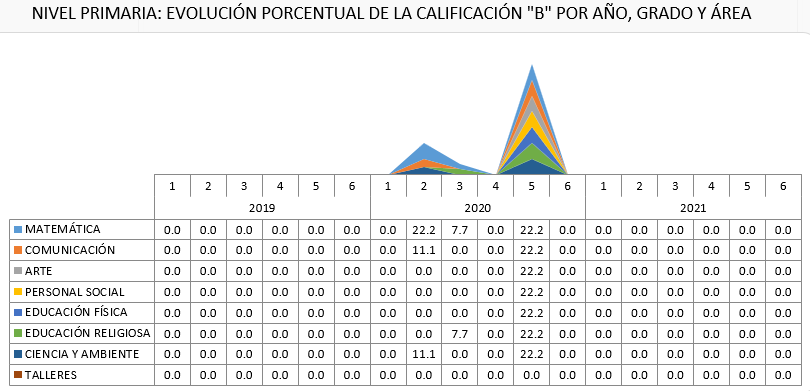 NIVEL PRIMARIA: EVOLUCIÓN PORCENTUAL DE LA CALIFICACIÓN "B" POR AÑO, GRADO Y ÁREA
1 2 3 4 5 6 1 2 3 4 5 6 1 2 3 4 5 6
2019 2020 2021
MATEMÁTICA 0.0 0.0 0.0 0.0 0.0 0.0 0.0 22.2 7.7 0.0 22.2 0.0 0.0 0.0 0.0 0.0 0.0 0.0
COMUNICACIÓN 0.0 0.0 0.0 0.0 0.0 0.0 0.0 11.1 0.0 0.0 22.2 0.0 0.0 0.0 0.0 0.0 0.0 0.0
ARTE 0.0 0.0 0.0 0.0 0.0 0.0 0.0 0.0 0.0 0.0 22.2 0.0 0.0 0.0 0.0 0.0 0.0 0.0
PERSONAL SOCIAL 0.0 0.0 0.0 0.0 0.0 0.0 0.0 0.0 0.0 0.0 22.2 0.0 0.0 0.0 0.0 0.0 0.0 0.0
EDUCACIÓN FÍSICA 0.0 0.0 0.0 0.0 0.0 0.0 0.0 0.0 0.0 0.0 22.2 0.0 0.0 0.0 0.0 0.0 0.0 0.0
EDUCACIÓN RELIGIOSA 0.0 0.0 0.0 0.0 0.0 0.0 0.0 0.0 7.7 0.0 22.2 0.0 0.0 0.0 0.0 0.0 0.0 0.0
CIENCIA Y AMBIENTE 0.0 0.0 0.0 0.0 0.0 0.0 0.0 11.1 0.0 0.0 22.2 0.0 0.0 0.0 0.0 0.0 0.0 0.0
TALLERES 0.0 0.0 0.0 0.0 0.0 0.0 0.0 0.0 0.0 0.0 0.0 0.0 0.0 0.0 0.0 0.0 0.0 0.0